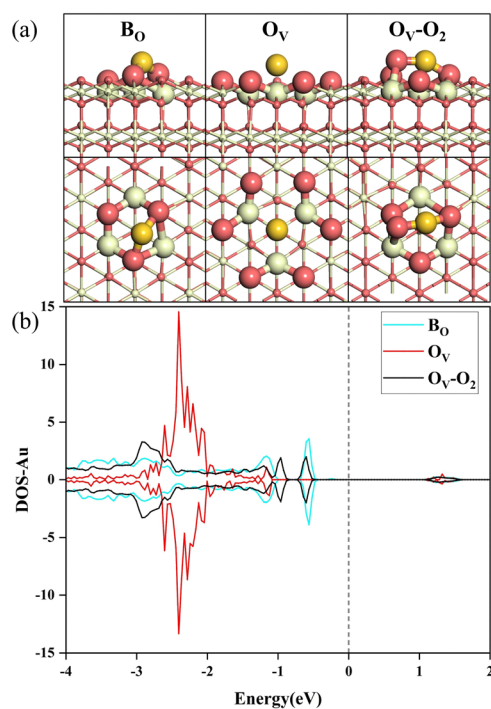 (a) B_O O_V O_V-O_2
(b)
B_O
O_V
O_V-O_2
15
10
5
0
-5
-10
-15
DOS-Au
-4 -3 -2 -1 0 1 2
Energy(eV)